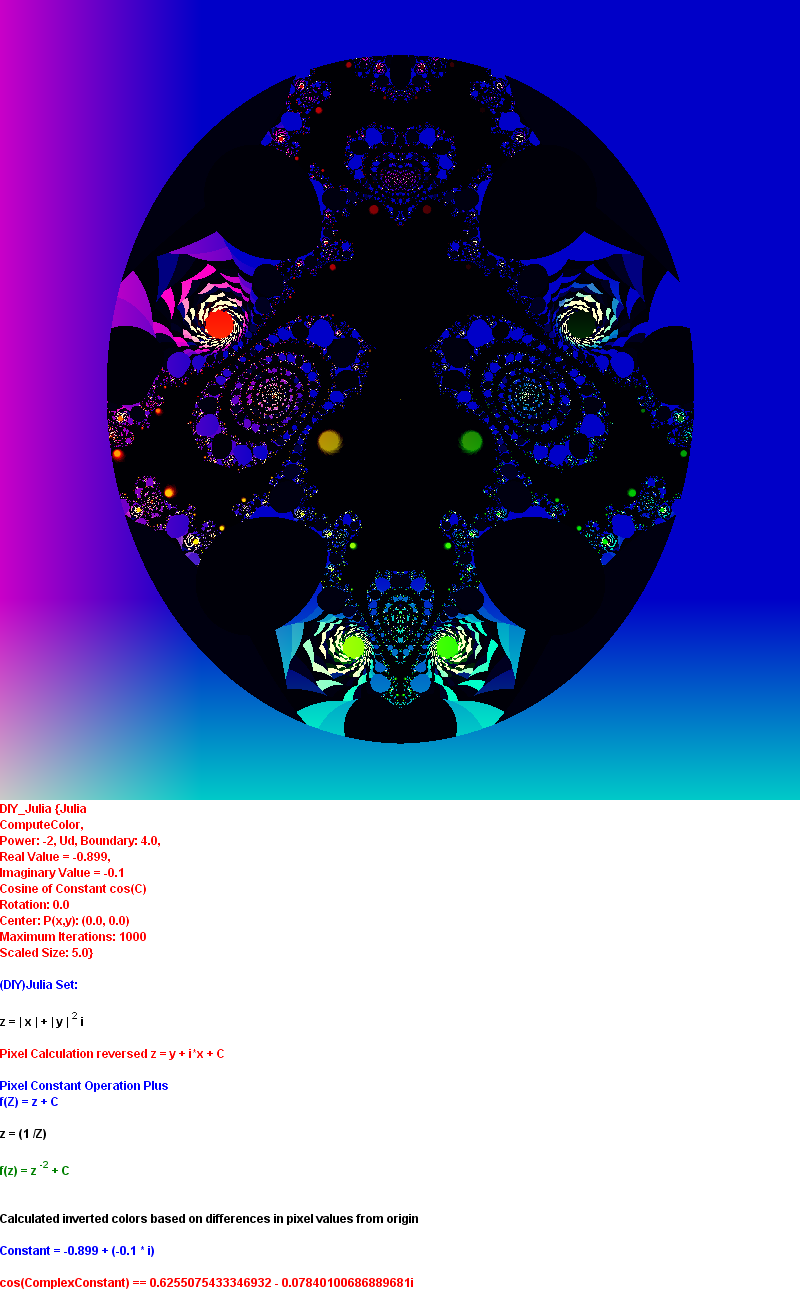 DIY_Julia {Julia
ComputeColor,
Power: -2, Ud, Boundary: 4.0,
Real Value = -0.899,
Imaginary Value = -0.1
Cosine of Constant cos(C)
Rotation: 0.0
Center: P(x,y): (0.0, 0.0)
Maximum Iterations: 1000
Scaled Size: 5.0}
(DIY)Julia Set:
z = | x | + | y | 2 i
Pixel Calculation reversed z = y + i*x + C
Pixel Constant Operation Plus
f(Z) = z + C
z = (1 /Z)
f(z) = z -2 + C
Calculated inverted colors based on differences in pixel values from origin
Constant = -0.899 + (-0.1 * i)
cos(ComplexConstant) == 0.6255075433346932 - 0.07840100686889681i